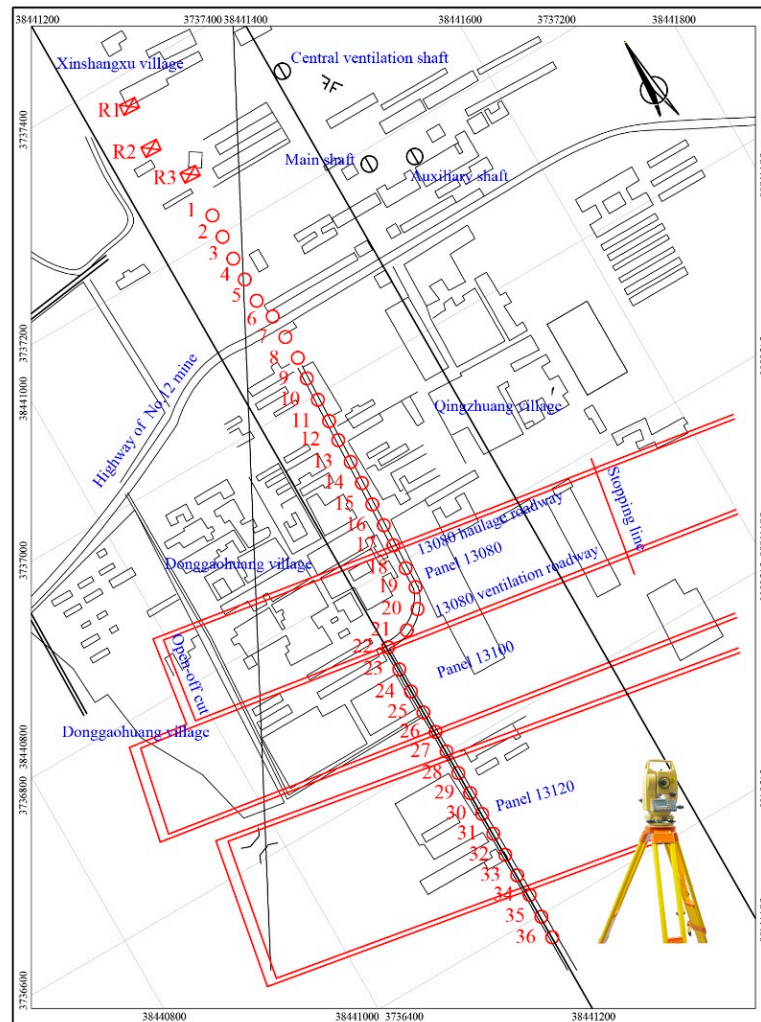 38441200
3737400
38441400
38441600
3737200
38441800
Xinshangxu village
Central ventilation shaft
R1
3737400
R2
Main shaft
Auxiliary shaft
R3
1
2
3
4
5
6
7
8
3737200
38441000
9
10
11
12
13
14
15
16
17
18
19
20
21
22
23
24
25
26
27
28
29
30
31
32
33
34
35
36
Highway of No.12 mine
Qingzhuang village
Stopping line
13080 haulage roadway
Panel 13080
13080 ventilation roadway
3737000
Donggaohuang village
Open-off cut
Panel 13100
Donggaohuang village
38440800
3736800
Panel 13120
3736600
38440800
38441000
3736400
38441200